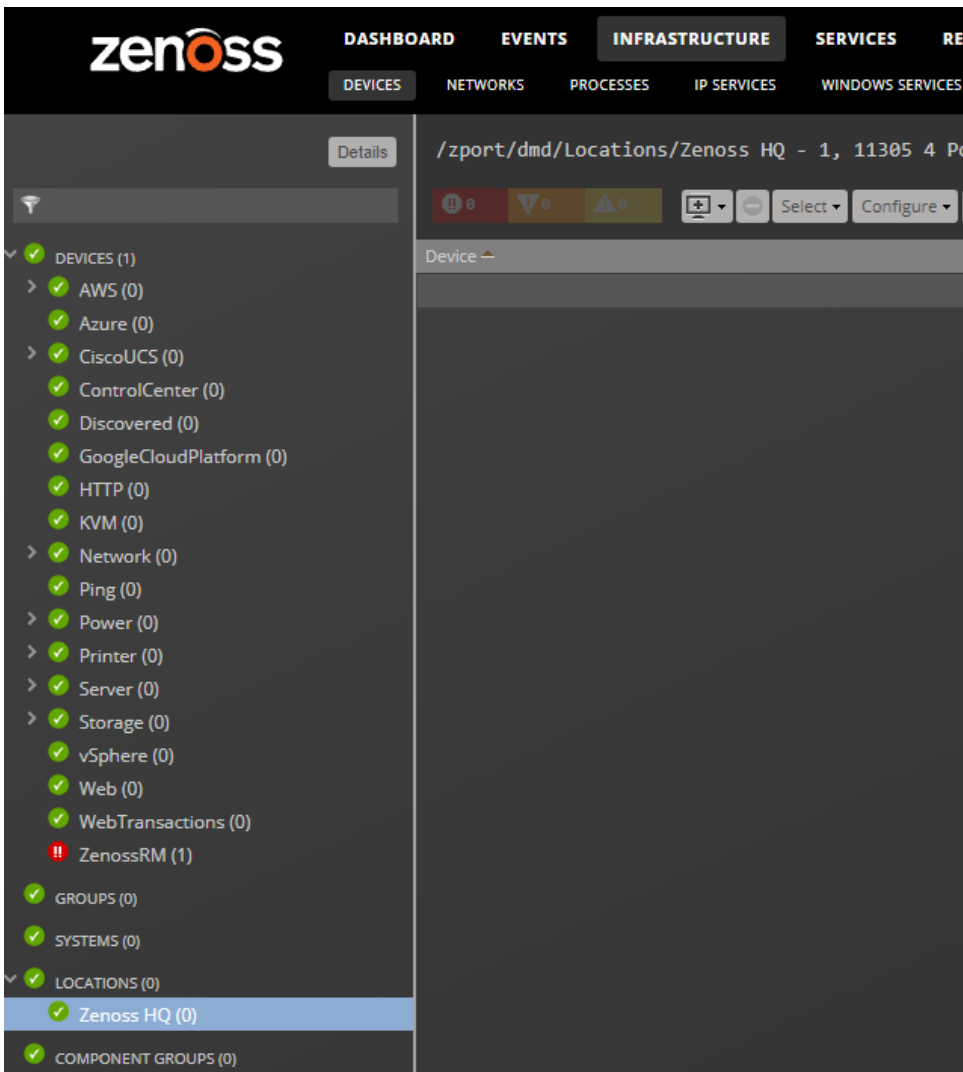 zenoss
DASHBOARD EVENTS INFRASTRUCTURE SERVICES
DEVICES NETWORKS PROCESSES IP SERVICES WINDOWS SERVICES
Details
/zport/dmd/Locations/Zenoss HQ - 1, 11305 4
0 0 0 Select Configure
Device
DEVICES (1)
AWS (0)
Azure (0)
CiscoUCS (0)
ControlCenter (0)
Discovered (0)
GoogleCloudPlatform (0)
HTTP (0)
KVM (0)
Network (0)
Ping (0)
Power (0)
Printer (0)
Server (0)
Storage (0)
vSphere (0)
Web (0)
WebTransactions (0)
ZenossRM (1)
GROUPS (0)
SYSTEMS (0)
LOCATIONS (0)
Zenoss HQ (0)
COMPONENT GROUPS (0)